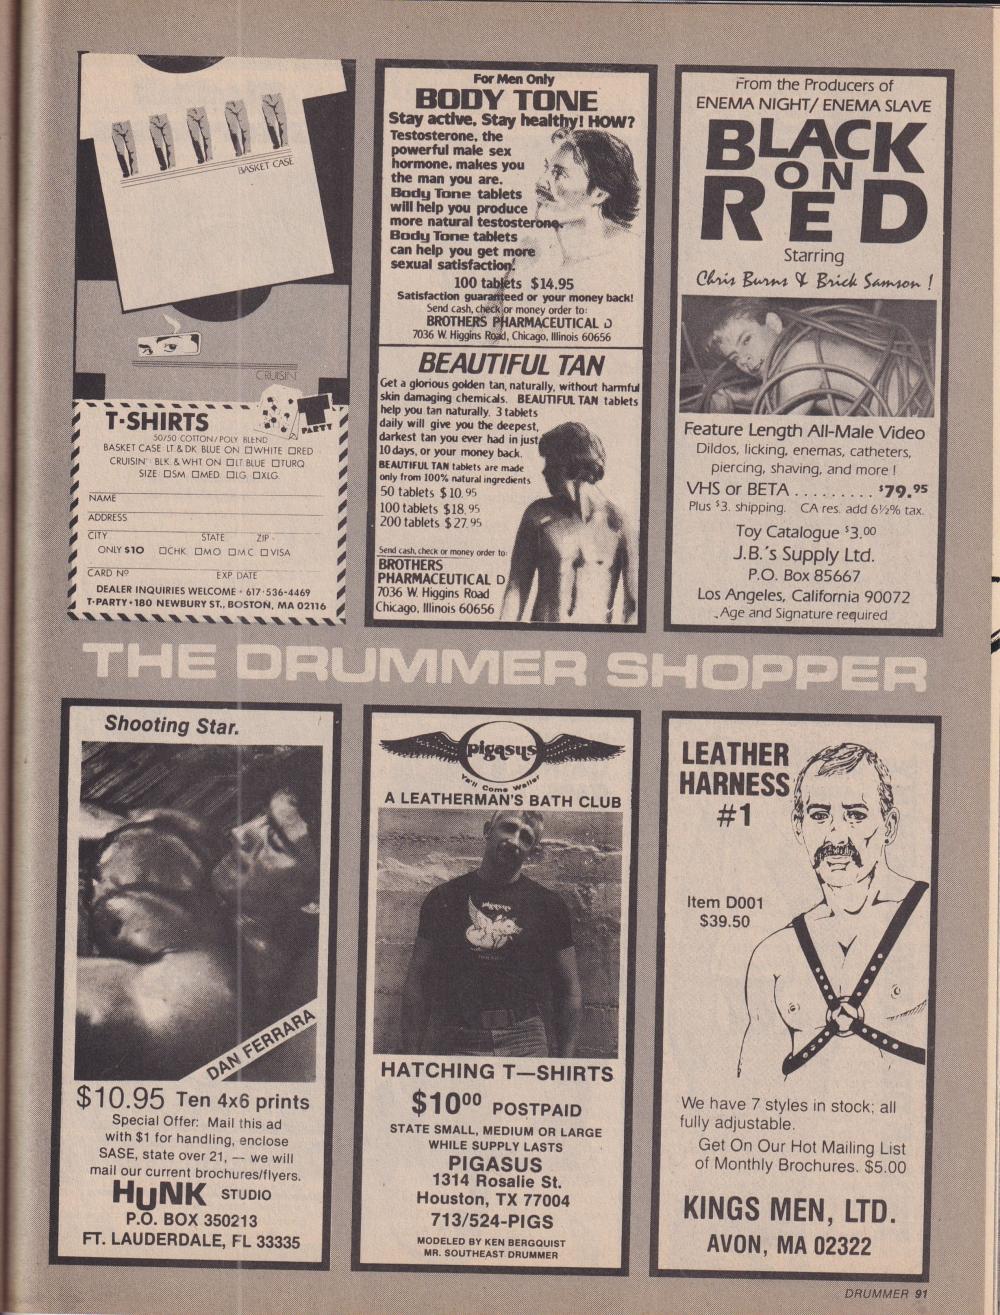 BASKET CASE
CRUISIN'
T·SHIRTS
T
PARTY
50/50 COTTON/POLY BLEND
BASKET CASE LT & DK BLUE ON □WHITE □RED
CRUISIN' BLK & WHT ON □LT BLUE □TURQ
SIZE □SM □MED □LG □XLG
NAME
ADDRESS
CITY STATE ZIP
ONLY $10 □CHK □MO □MC □VISA
CARD Nº EXP DATE
DEALER INQUIRIES WELCOME · 617·536·4469
T·PARTY·180 NEWBURY ST., BOSTON, MA 02116
For Men Only
BODY TONE
Stay active, Stay healthy! HOW?
Testosterone, the
powerful male sex
hormone, makes you
the man you are.
Body Tone tablets
will help you produce
more natural testosterone.
Body Tone tablets
can help you get more
sexual satisfaction!
100 tablets $14.95
Satisfaction guaranteed or your money back!
Send cash, check or money order to:
BROTHERS PHARMACEUTICAL D
7036 W. Higgins Road, Chicago, Illinois 60656
BEAUTIFUL TAN
Get a glorious golden tan, naturally, without harmful
skin damaging chemicals. BEAUTIFUL TAN tablets
help you tan naturally. 3 tablets
daily will give you the deepest,
darkest tan you ever had in just
10 days, or your money back.
BEAUTIFUL TAN tablets are made
only from 100% natural ingredients
50 tablets $10.95
100 tablets $18.95
200 tablets $27.95
Send cash, check or money order to:
BROTHERS
PHARMACEUTICAL D
7036 W. Higgins Road
Chicago, Illinois 60656
From the Producers of
ENEMA NIGHT/ ENEMA SLAVE
BLACK
ON
RED
Starring
Chris Burns & Brick Samson !
Feature Length All-Male Video
Dildos, licking, enemas, catheters,
piercing, shaving, and more !
VHS or BETA . . . . . . . . . $79.95
Plus $3. shipping. CA res. add 6½% tax.
Toy Catalogue $3.00
J.B.'s Supply Ltd.
P.O. Box 85667
Los Angeles, California 90072
Age and Signature required
THE DRUMMER SHOPPER
Shooting Star.
DAN FERRARA
$10.95 Ten 4x6 prints
Special Offer: Mail this ad
with $1 for handling, enclose
SASE, state over 21, — we will
mail our current brochures/flyers.
HUNK STUDIO
P.O. BOX 350213
FT. LAUDERDALE, FL 33335
pigasus
Ya'll Come Waller
A LEATHERMAN'S BATH CLUB
pigasus
HATCHING T—SHIRTS
$10⁰⁰ POSTPAID
STATE SMALL, MEDIUM OR LARGE
WHILE SUPPLY LASTS
PIGASUS
1314 Rosalie St.
Houston, TX 77004
713/524-PIGS
MODELED BY KEN BERGQUIST
MR. SOUTHEAST DRUMMER
LEATHER
HARNESS
#1
Item D001
$39.50
We have 7 styles in stock; all
fully adjustable.
Get On Our Hot Mailing List
of Monthly Brochures. $5.00
KINGS MEN, LTD.
AVON, MA 02322
DRUMMER 91